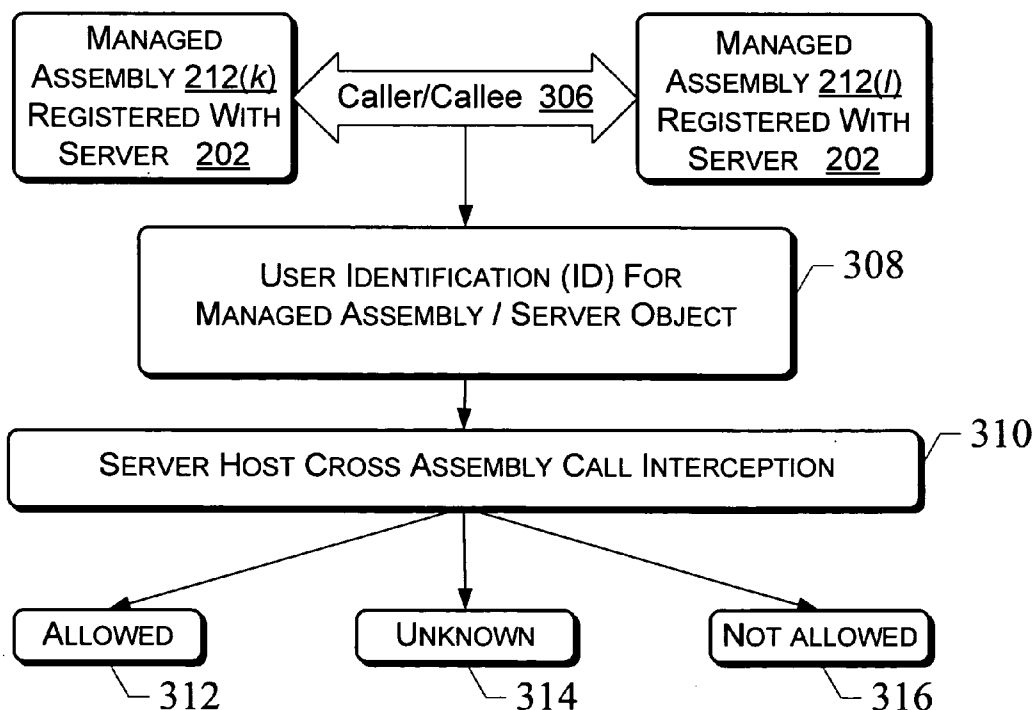 MANAGED
ASSEMBLY 212(k)
REGISTERED WITH
SERVER 202
Caller/Callee 306
MANAGED
ASSEMBLY 212(l)
REGISTERED WITH
SERVER 202
USER IDENTIFICATION (ID) FOR
MANAGED ASSEMBLY / SERVER OBJECT
308
SERVER HOST CROSS ASSEMBLY CALL INTERCEPTION
310
ALLOWED
UNKNOWN
NOT ALLOWED
312
314
316